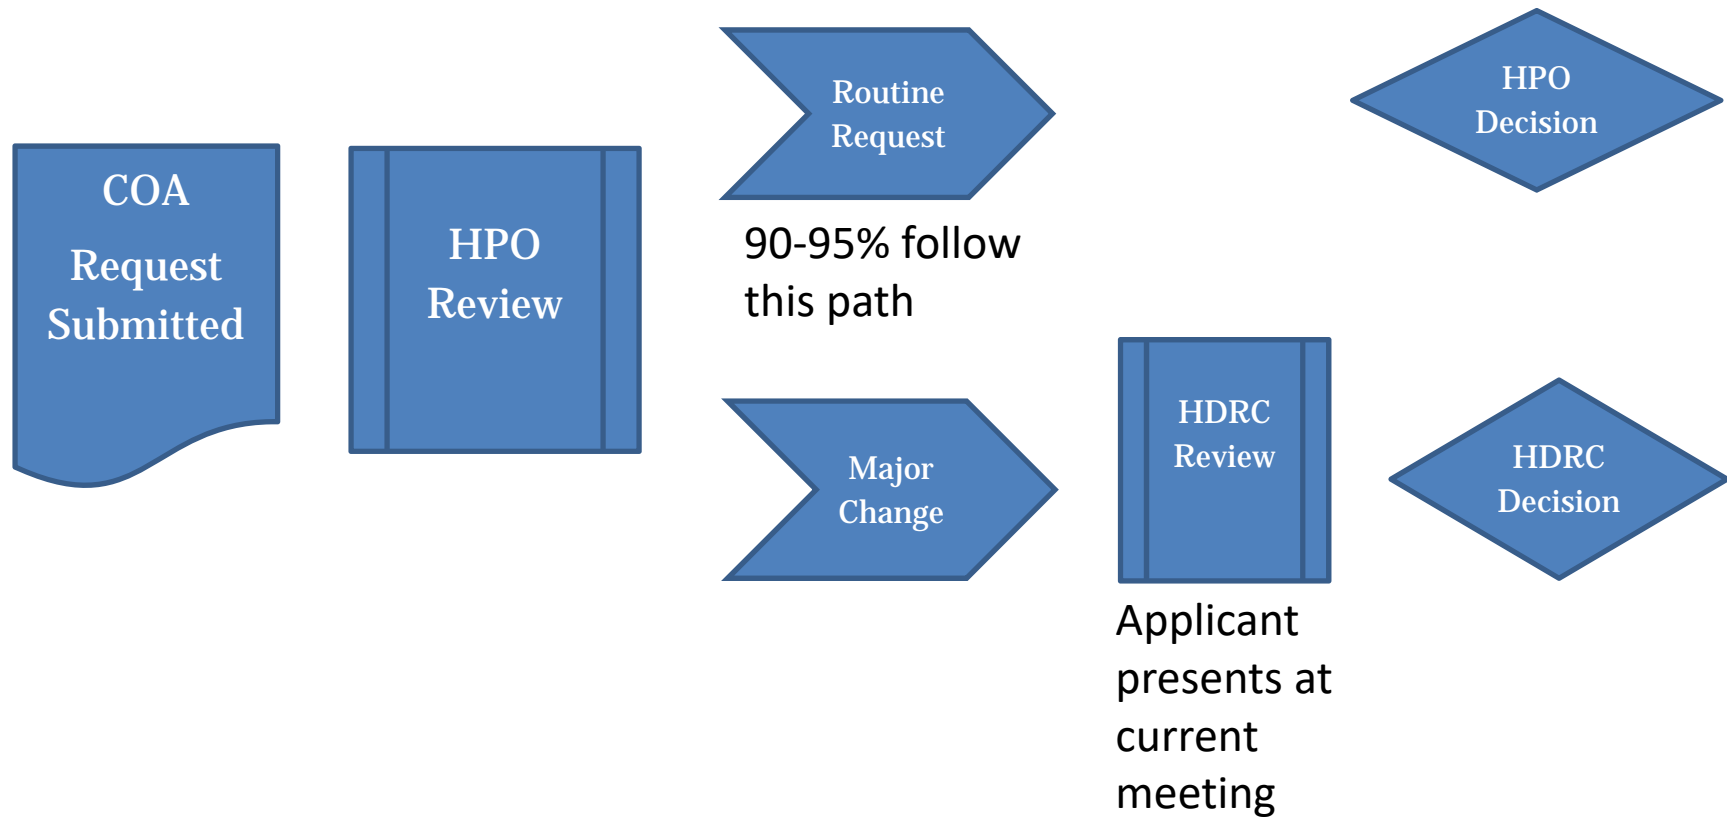 COA
Request
Submitted
HPO
Review
Routine
Request
90-95% follow
this path
HPO
Decision
Major
Change
HDRC
Review
Applicant
presents at
current
meeting
HDRC
Decision